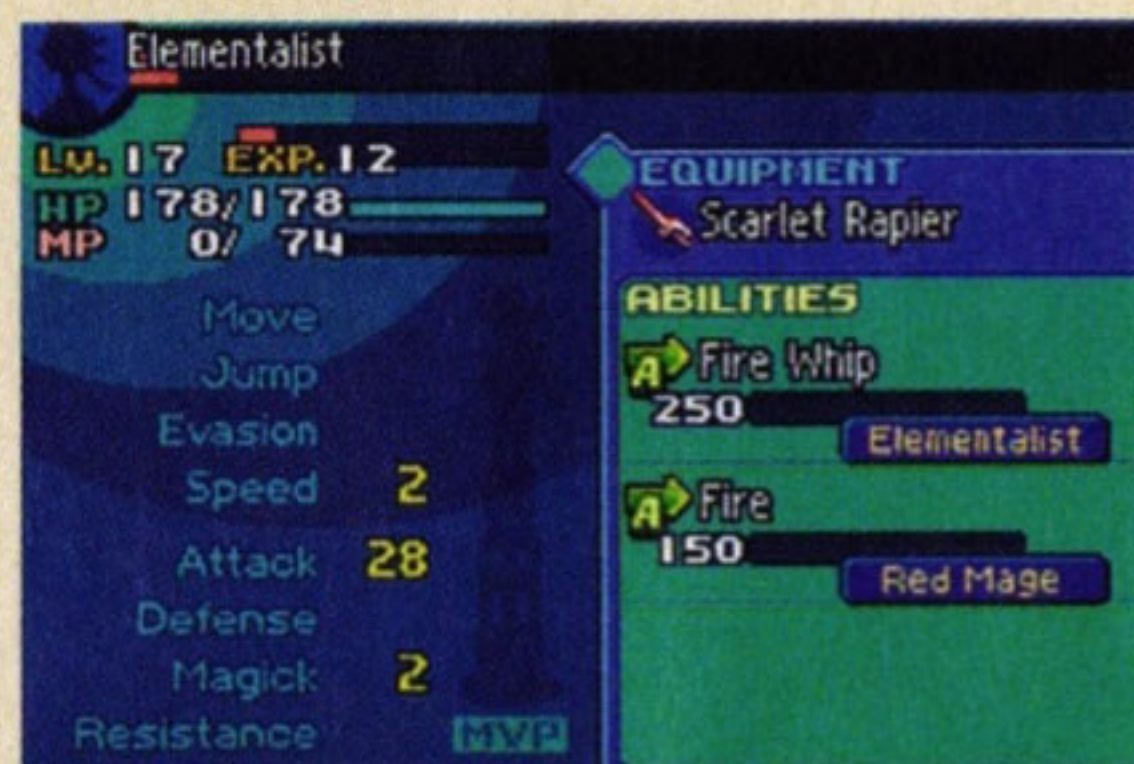 Elementalist
Lv. 17 EXP. 12
HP 178/178
MP 0/ 74
Move
Jump
Evasion
Speed 2
Attack 28
Defense
Magick 2
Resistance
MVP
EQUIPMENT
Scarlet Rapier
ABILITIES
A Fire Whip
250
Elementalist
A Fire
150
Red Mage